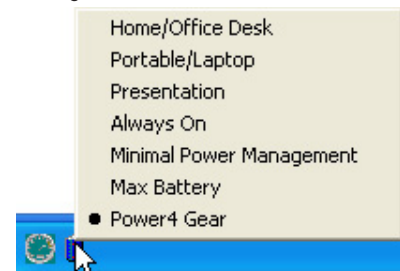 Home/Office Desk
Portable/Laptop
Presentation
Always On
Minimal Power Management
Max Battery
Power4 Gear